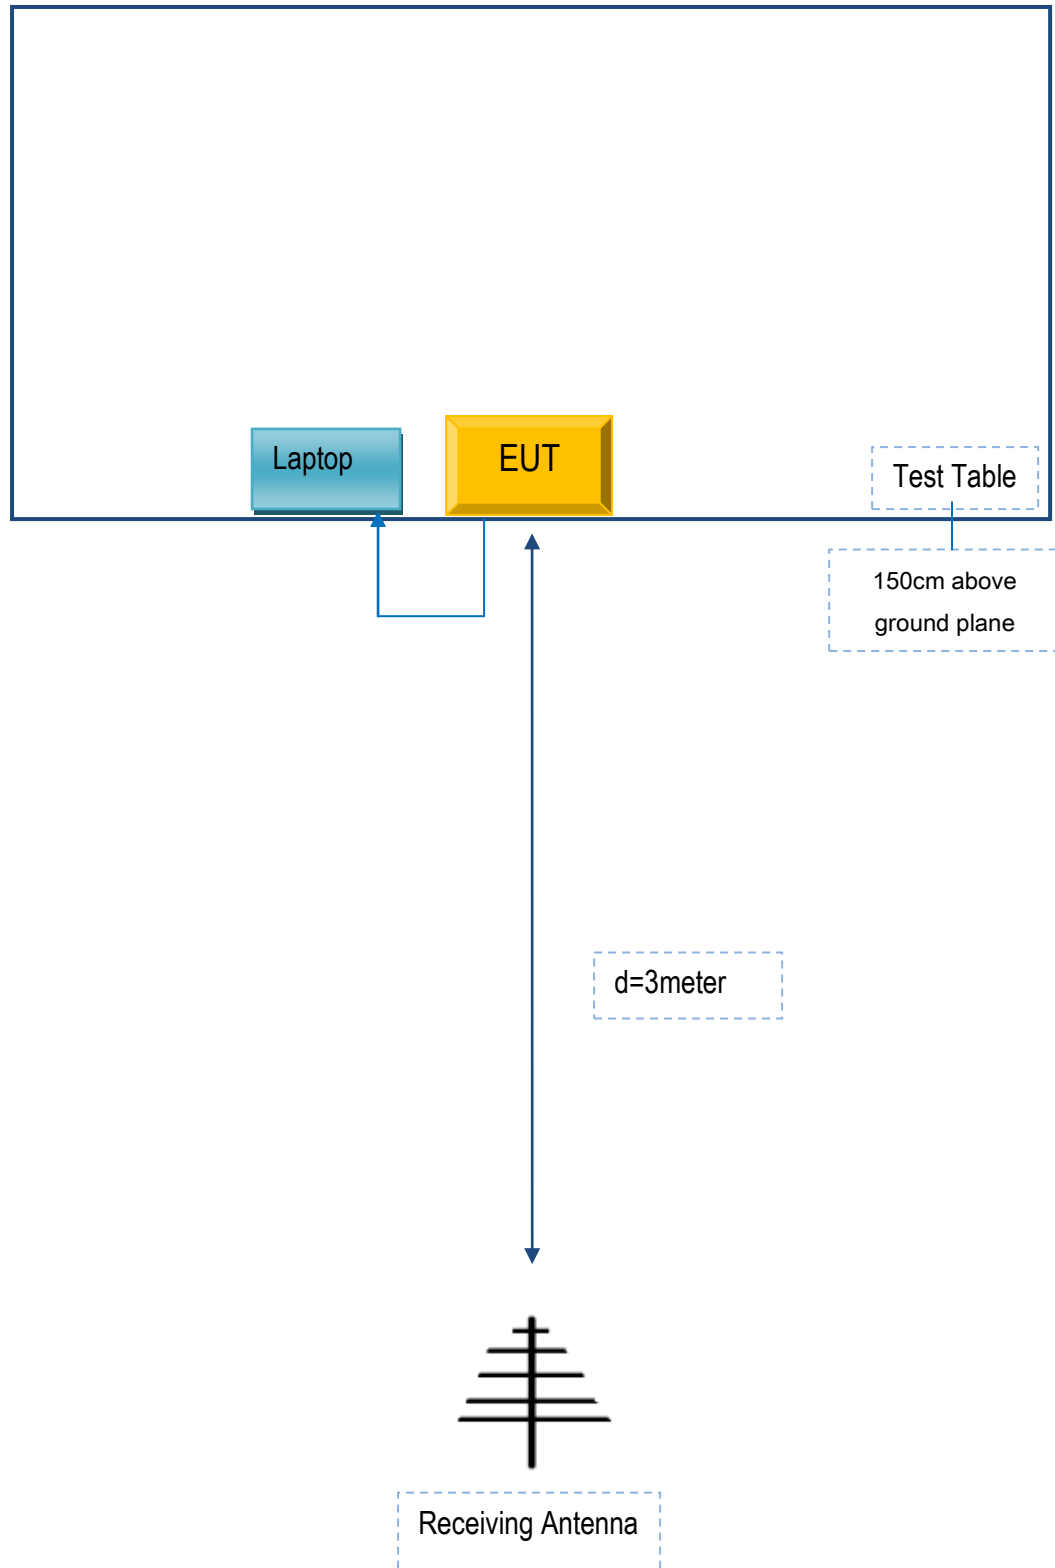 Laptop
EUT
Test Table
150cm above
ground plane
d=3meter
Receiving Antenna